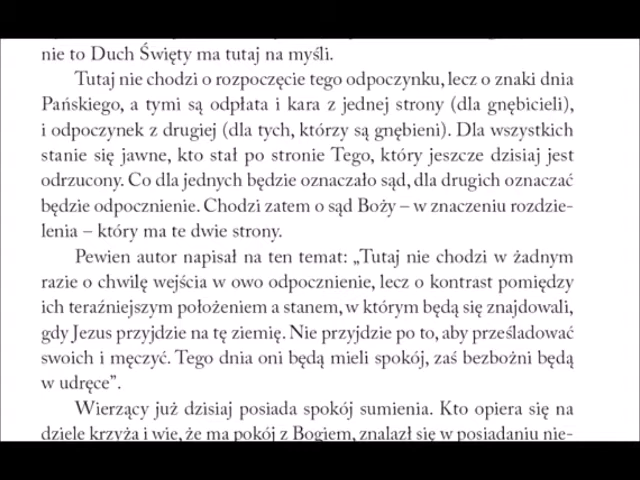 nie to Duch Święty ma tutaj na myśli.
Tutaj nie chodzi o rozpoczęcie tego odpoczynku, lecz o znaki dnia
Pańskiego, a tymi są odpłata i kara z jednej strony (dla gnębicieli),
i odpoczynek z drugiej (dla tych, którzy są gnębieni). Dla wszystkich
stanie się jawne, kto stał po stronie Tego, który jeszcze dzisiaj jest
odrzucony. Co dla jednych będzie oznaczało sąd, dla drugich oznaczać
będzie odpocznienie. Chodzi zatem o sąd Boży – w znaczeniu rozdzie-
lenia – który ma te dwie strony.
Pewien autor napisał na ten temat: „Tutaj nie chodzi w żadnym
razie o chwilę wejścia w owo odpocznienie, lecz o kontrast pomiędzy
ich teraźniejszym położeniem a stanem, w którym będą się znajdowali,
gdy Jezus przyjdzie na tę ziemię. Nie przyjdzie po to, aby prześladować
swoich i męczyć. Tego dnia oni będą mieli spokój, zaś bezbożni będą
w udręce”.
Wierzący już dzisiaj posiada spokój sumienia. Kto opiera się na
dziele krzyża i wie, że ma pokój z Bogiem, znalazł się w posiadaniu nie-